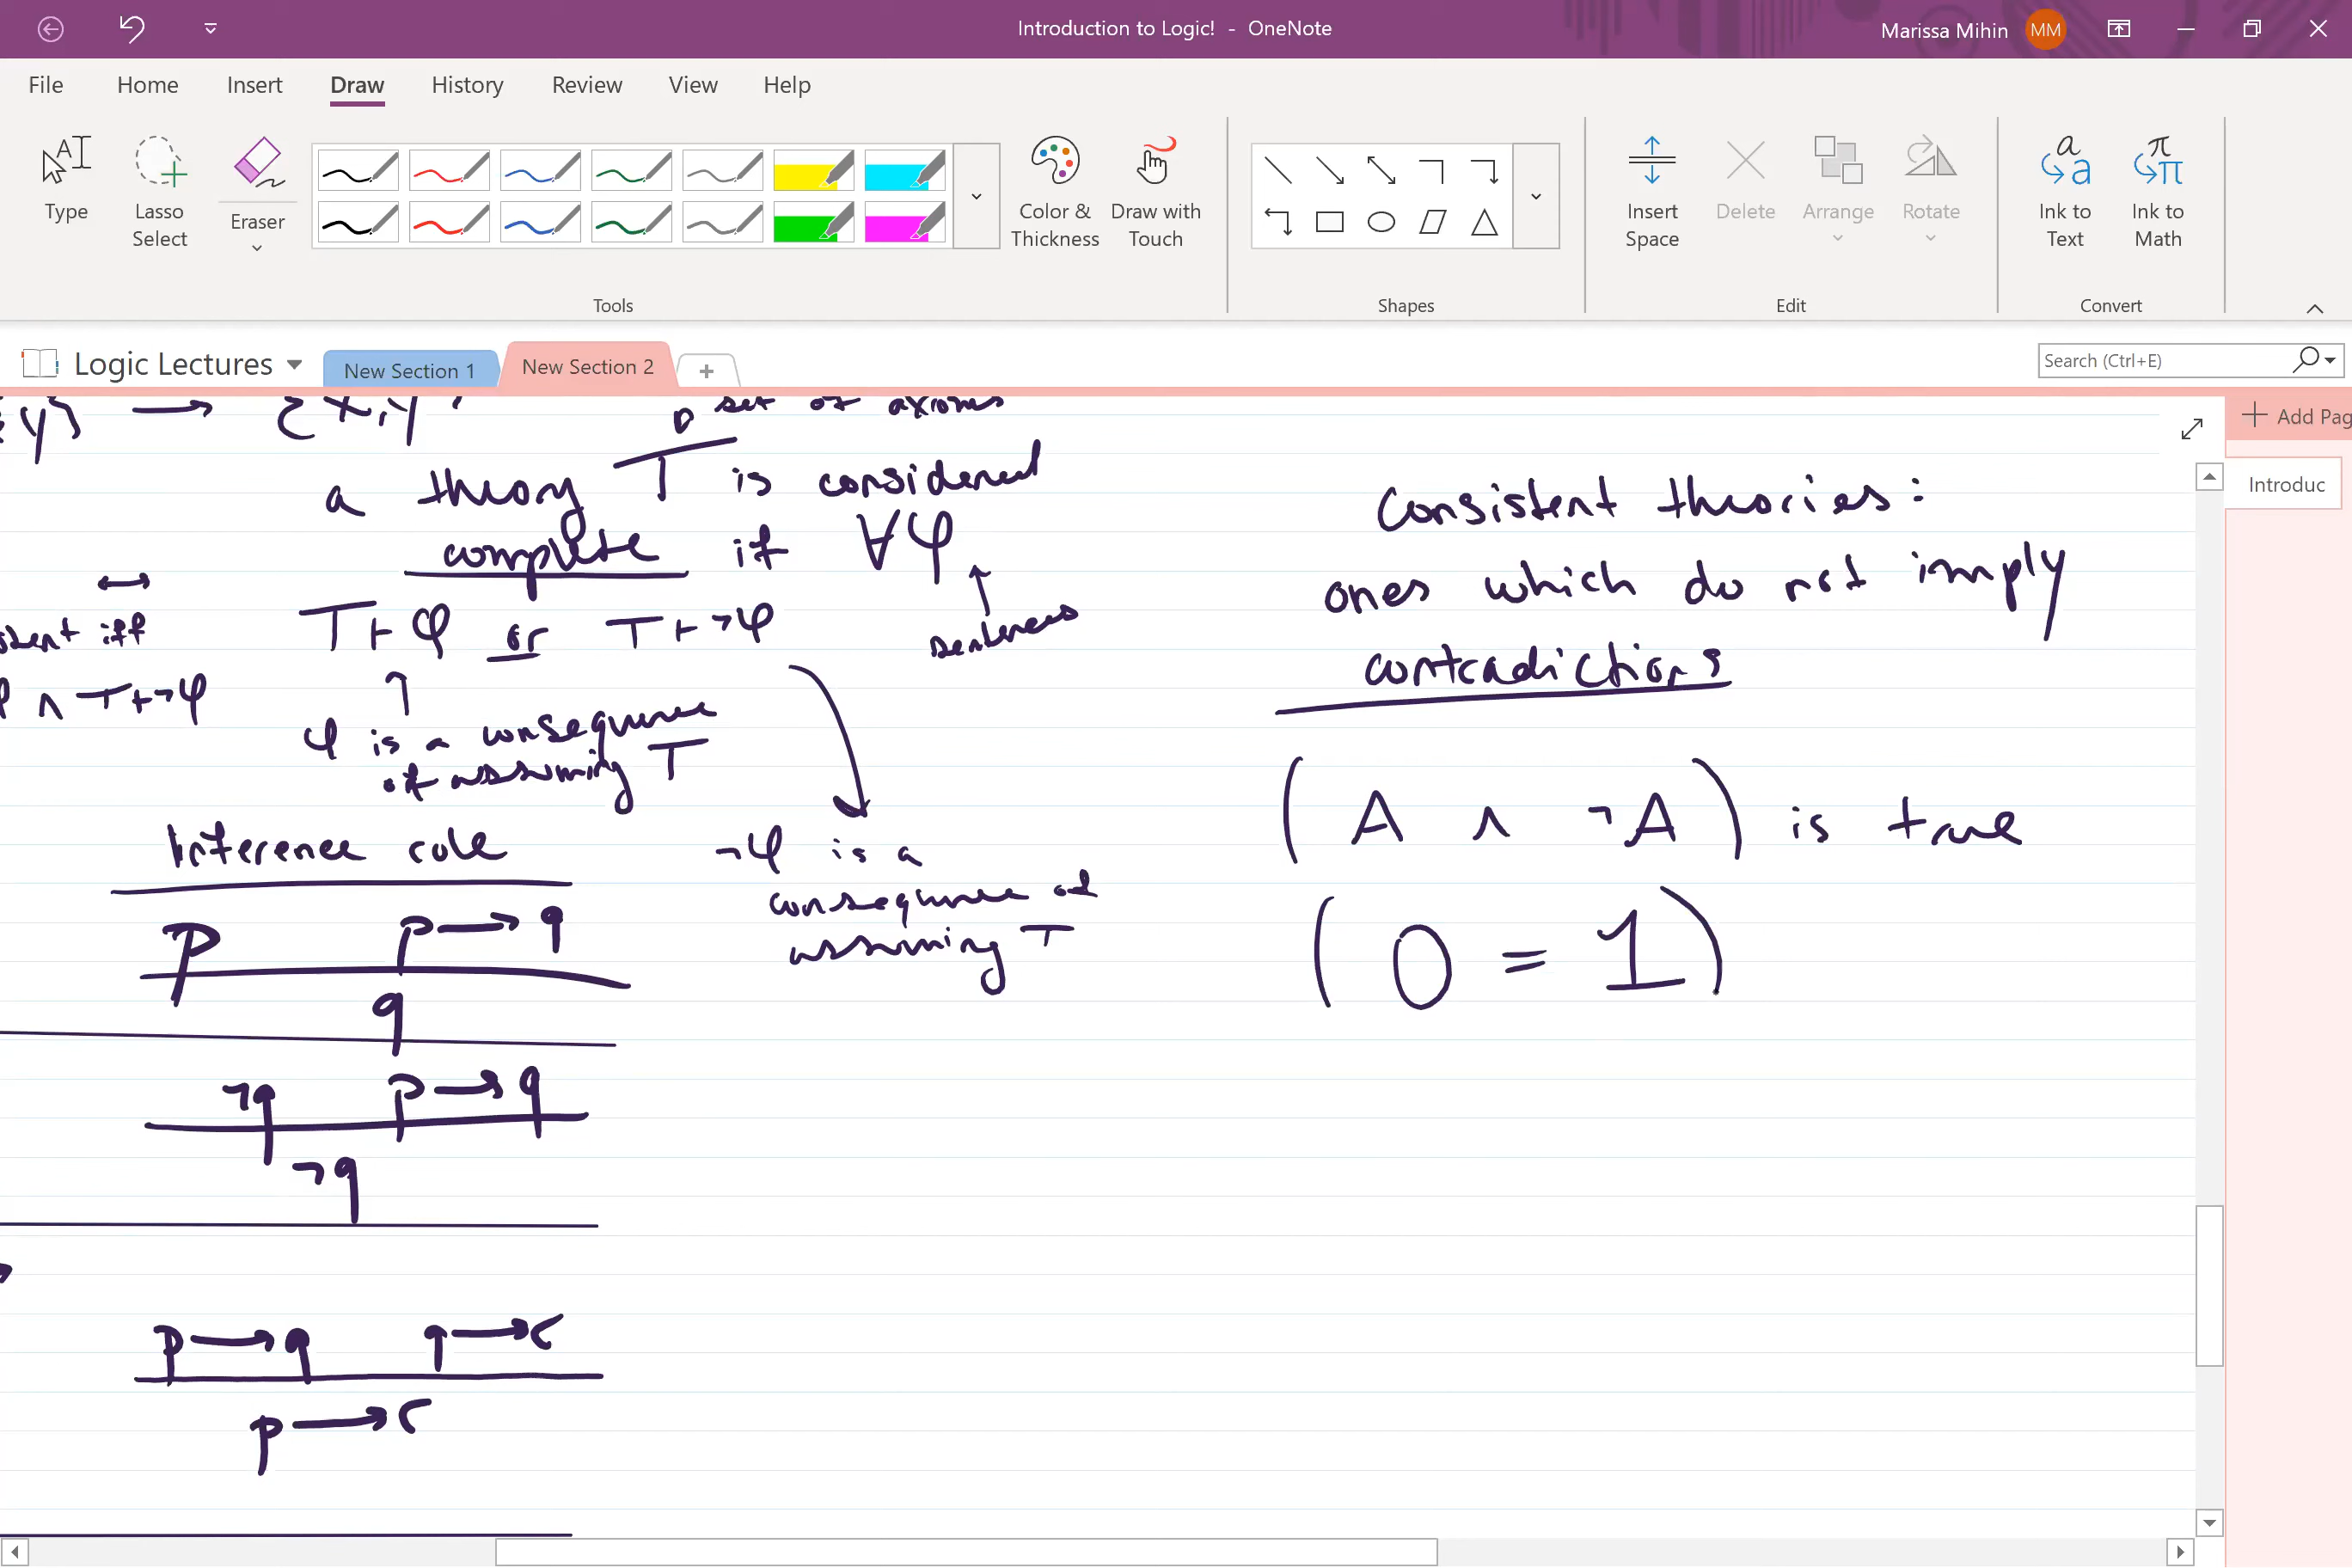 Introduction to Logic! - OneNote
Marissa Mihin MM
File Home Insert Draw History Review View Help
Type
Lasso Select
Eraser
Color & Thickness
Draw with Touch
Insert Space
Delete
Arrange
Rotate
Ink to Text
Ink to Math
Tools
Shapes
Edit
Convert
Logic Lectures
New Section 1
New Section 2
Search (Ctrl+E)
Add Pag
Introduc
y} → {x,y
set of axioms
a theory T is considered
complete if ∀φ
sentences
T ⊢ φ or T ⊢ ¬φ
iff
∧ T ⊬ ¬φ
φ is a consequence
of assuming T
¬φ is a
consequence of
assuming T
Inference rule
P p → q
q
¬q p → q
¬q
p → q q → r
p → r
Consistent theories:
ones which do not imply
contradictions
(A ∧ ¬A) is true
(0 = 1)